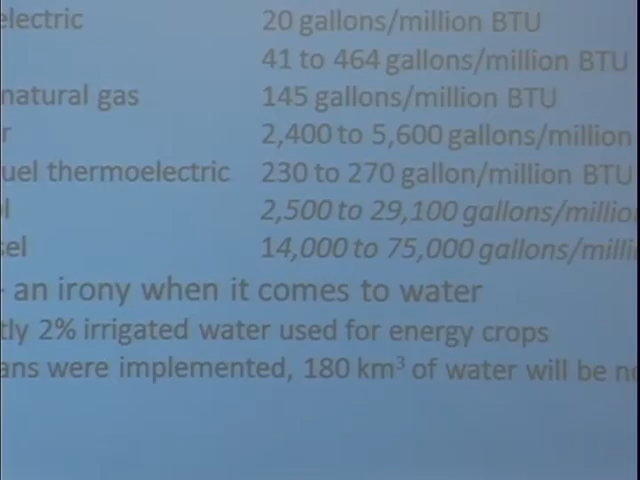 electric 20 gallons/million BTU
41 to 464 gallons/million BTU
natural gas 145 gallons/million BTU
r 2,400 to 5,600 gallons/million
uel thermoelectric 230 to 270 gallon/million BTU
l 2,500 to 29,100 gallons/millio
sel 14,000 to 75,000 gallons/milli
- an irony when it comes to water
tly 2% irrigated water used for energy crops
ans were implemented, 180 km³ of water will be ne